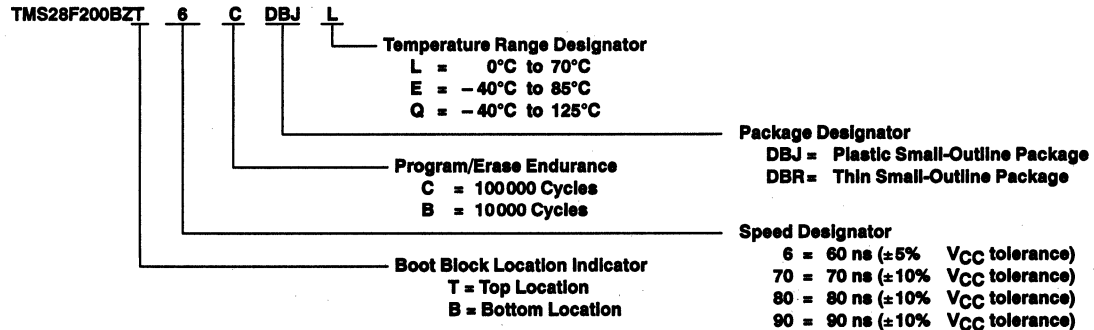 TMS28F200BZT 6 C DBJ L
Temperature Range Designator
L = 0°C to 70°C
E = – 40°C to 85°C
Q = – 40°C to 125°C
Package Designator
DBJ = Plastic Small-Outline Package
DBR = Thin Small-Outline Package
Program/Erase Endurance
C = 100000 Cycles
B = 10000 Cycles
Speed Designator
6 = 60 ns (±5% VCC tolerance)
70 = 70 ns (±10% VCC tolerance)
80 = 80 ns (±10% VCC tolerance)
90 = 90 ns (±10% VCC tolerance)
Boot Block Location Indicator
T = Top Location
B = Bottom Location